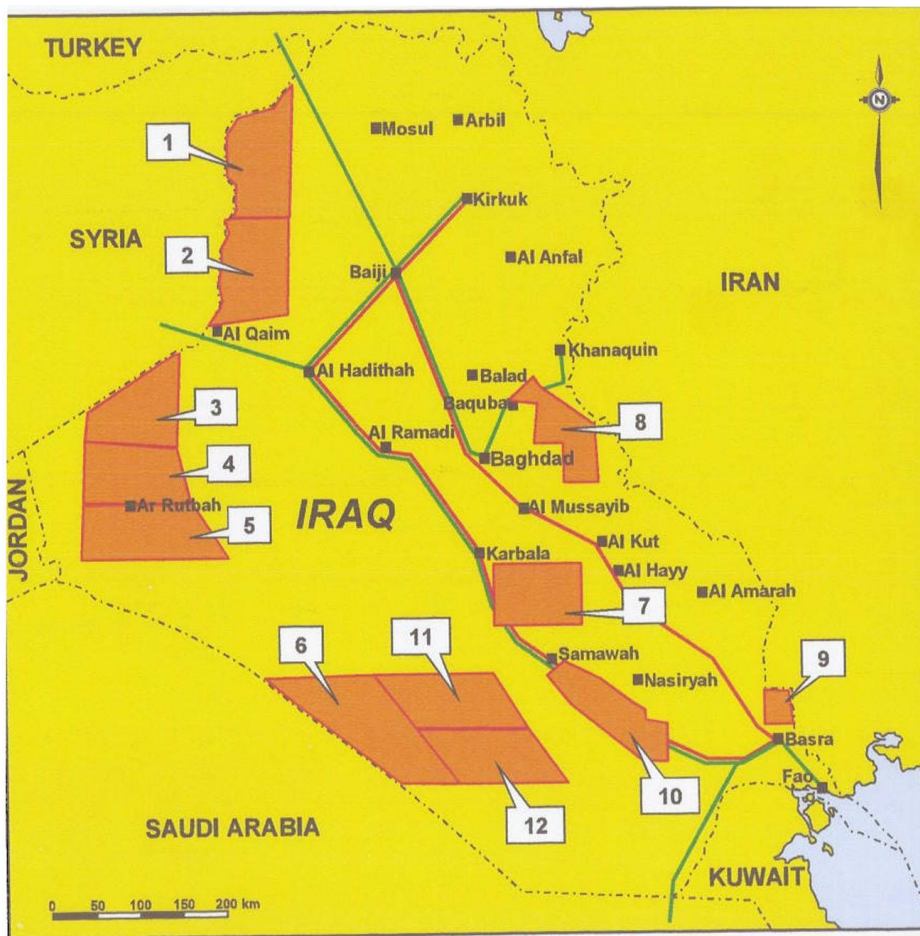 TURKEY
N
Mosul
Arbil
1
Kirkuk
SYRIA
2
Baiji
Al Anfal
IRAN
Al Qaim
Khanaquin
Al Hadithah
Balad
3
Baquba
8
Al Ramadi
4
Baghdad
Ar Rutbah
IRAQ
Al Mussayib
5
JORDAN
Al Kut
Karbala
Al Hayy
7
Al Amarah
11
6
Samawah
9
Nasiryah
Basra
Fao
10
12
SAUDI ARABIA
KUWAIT
0 50 100 150 200 km